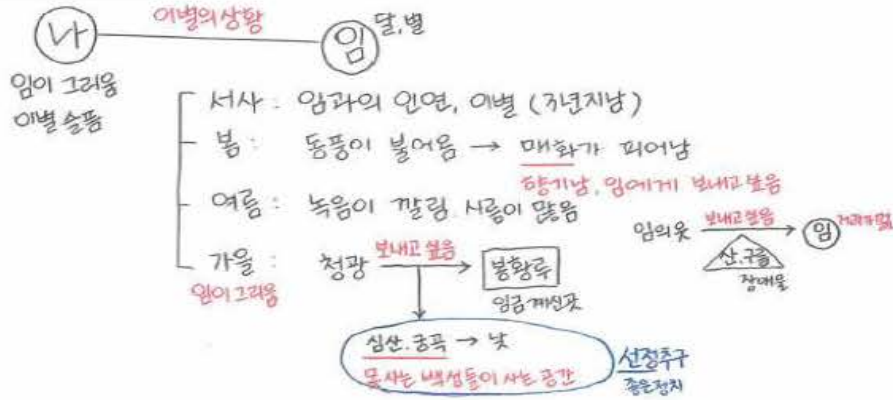 이별의 상황
나
임
달, 별
임이 그리움
이별 슬픔
서사 : 임과의 인연, 이별 (3년지남)
봄 : 동풍이 불어옴 → 매화가 피어남
향기남, 임에게 보내고 싶음
여름 : 녹음이 깔림. 시름이 많음
임의 옷
보내고 싶음
임
산, 구름
장애물
가을 : 청광
보내고 싶음
봉황루
임이 그리움
임금 계신곳
심산. 궁곡 → 낮
못사는 백성들이 사는 공간
선정추구
좋은정치